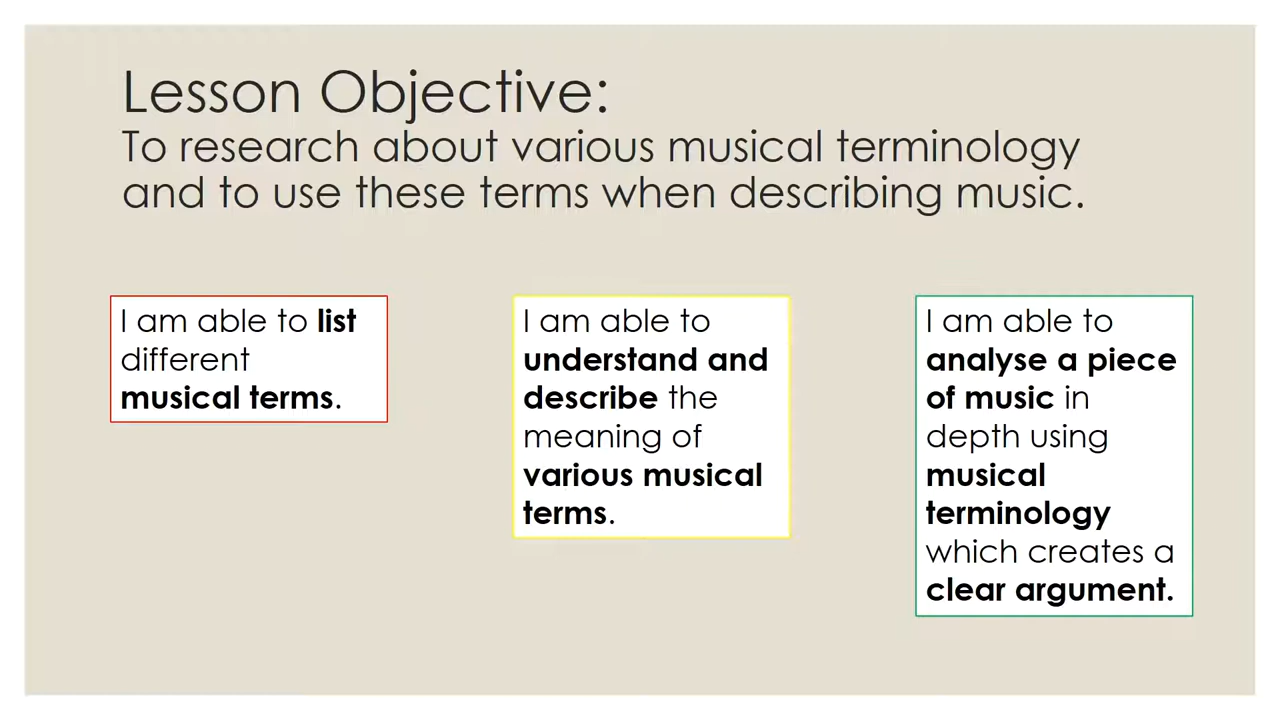 Lesson Objective:
To research about various musical terminology
and to use these terms when describing music.
I am able to list
different
musical terms.
I am able to
understand and
describe the
meaning of
various musical
terms.
I am able to
analyse a piece
of music in
depth using
musical
terminology
which creates a
clear argument.